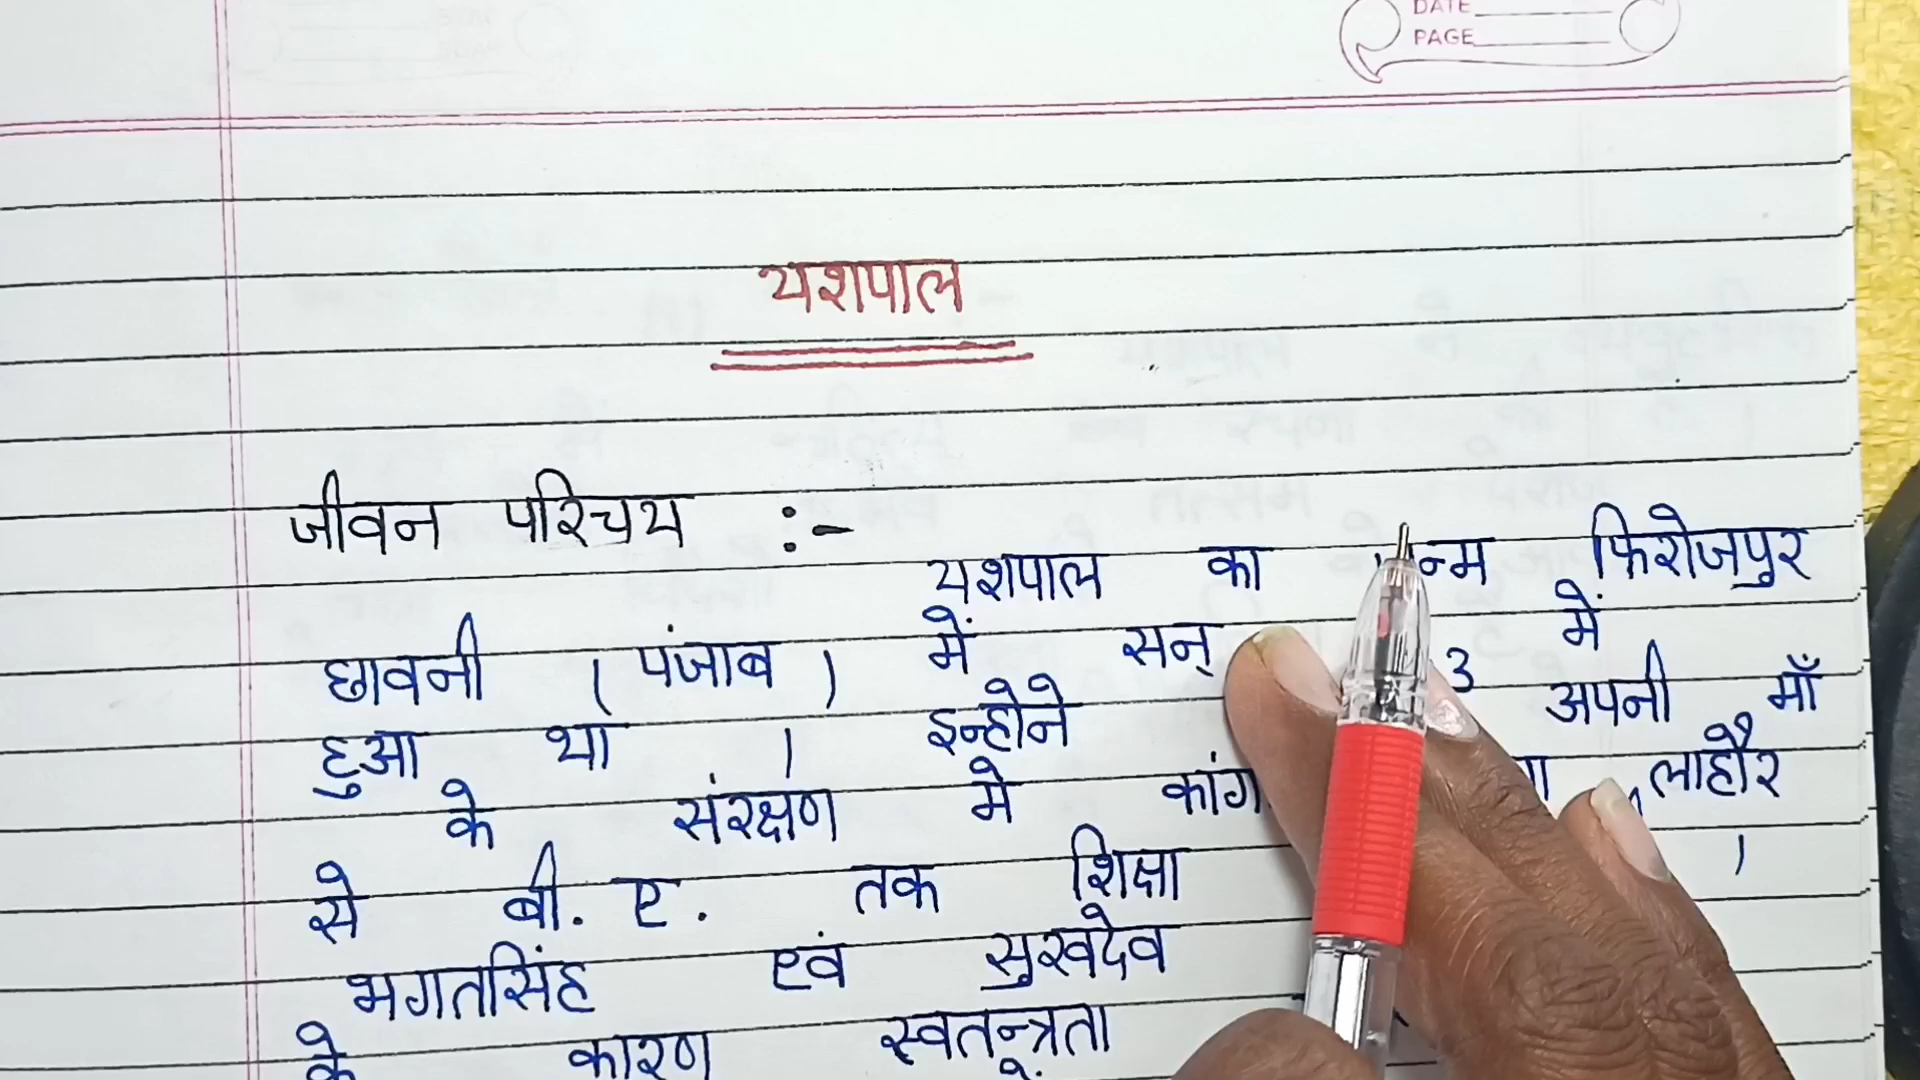 DATE
PAGE
यशपाल
जीवन परिचय :-
यशपाल का फिरोजपुर
छावनी (पंजाब) में सन् 3 में
हुआ था । इन्होने अपनी माँ
के संरक्षण मे लाहौर
से बी. ए. तक शिक्षा ।
भगतसिंह एवं सुखदेव
के कारण स्वतन्त्रता